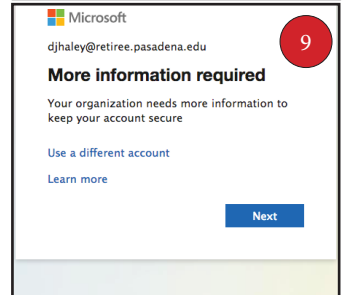 Microsoft
djhaley@retiree.pasadena.edu
9
More information required
Your organization needs more information to
keep your account secure
Use a different account
Learn more
Next